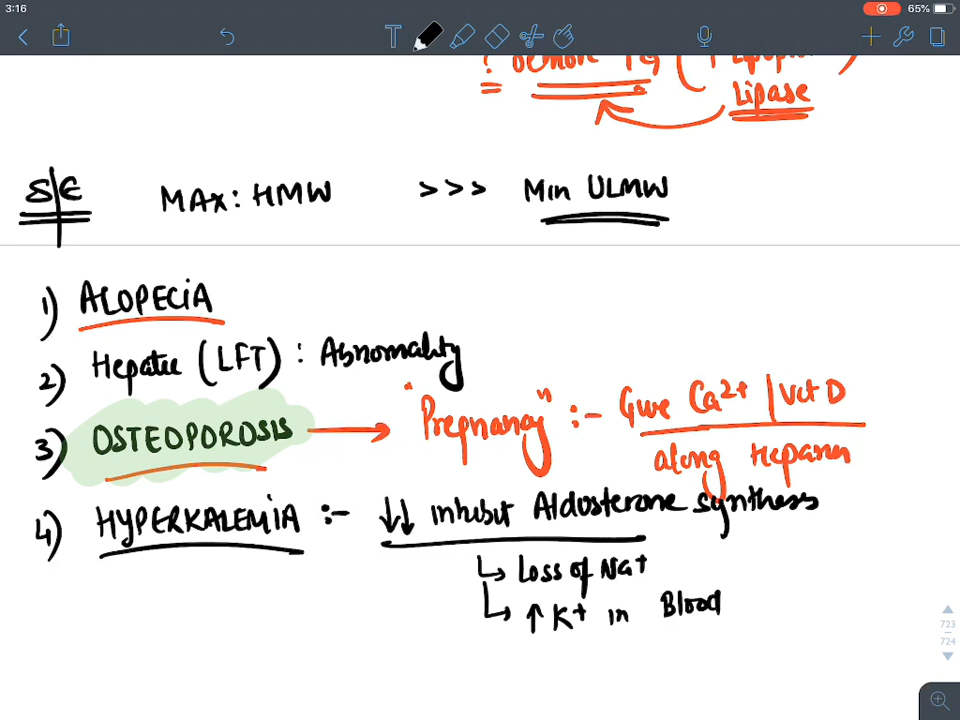 3:16
65%
T
Lipase
S E MAX: HMW >>> Min ULMW
1) ALOPECIA
2) Hepatic (LFT) : Abnormality
3) OSTEOPOROSIS → "Pregnancy" :- Give Ca2+ | Vit D
along Heparin
4) HYPERKALEMIA :- ↓↓ inhibit Aldosterone synthesis
↳ Loss of Na+
↳ ↑ K+ in Blood
723
724